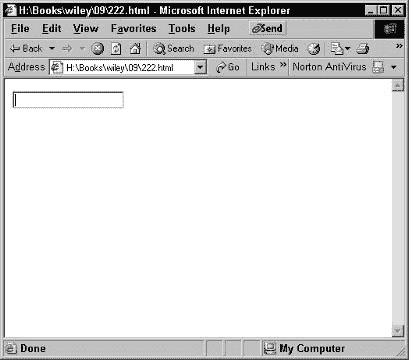 H:\Books\wiley\09\222.html - Microsoft Internet Explorer
File Edit View Favorites Tools Help Send
Back Search Favorites Media
Address H:\Books\wiley\09\222.html Go Links » Norton AntiVirus
Done My Computer